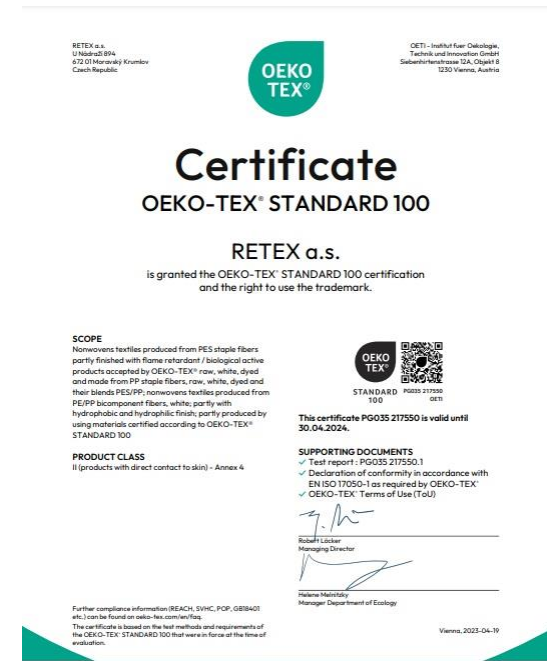 RETEX a.s.
U Nádraží 894
672 01 Moravský Krumlov
Czech Republic
OETI - Institut fuer Oekologie,
Technik und Innovation GmbH
Siebenhirtenstrasse 12A, Objekt 8
1230 Vienna, Austria
OEKO
TEX®
Certificate
OEKO-TEX® STANDARD 100
RETEX a.s.
is granted the OEKO-TEX® STANDARD 100 certification
and the right to use the trademark.
SCOPE
Nonwovens textiles produced from PES staple fibers
partly finished with flame retardant / biological active
products accepted by OEKO-TEX® raw, white, dyed
and made from PP staple fibers, raw, white, dyed and
their blends PES/PP; nonwoven textiles produced from
PE/PP bicomponent fibers, white; partly with
hydrophobic and hydrophilic finish; partly produced by
using materials certified according to OEKO-TEX®
STANDARD 100
PRODUCT CLASS
II (products with direct contact to skin) - Annex 4
OEKO
TEX®
STANDARD
100
PG035 217550
OETI
This certificate PG035 217550 is valid until
30.04.2024.
SUPPORTING DOCUMENTS
✓ Test report : PG035 217550.1
✓ Declaration of conformity in accordance with
EN ISO 17050-1 as required by OEKO-TEX®
✓ OEKO-TEX® Terms of Use (ToU)
Robert Löcker
Managing Director
Helene Melnitzky
Manager Department of Ecology
Further compliance information (REACH, SVHC, POP, GB18401
etc.) can be found on oeko-tex.com/en/faq.
The certificate is based on the test methods and requirements of
the OEKO-TEX® STANDARD 100 that were in force at the time of
evaluation.
Vienna, 2023-04-19